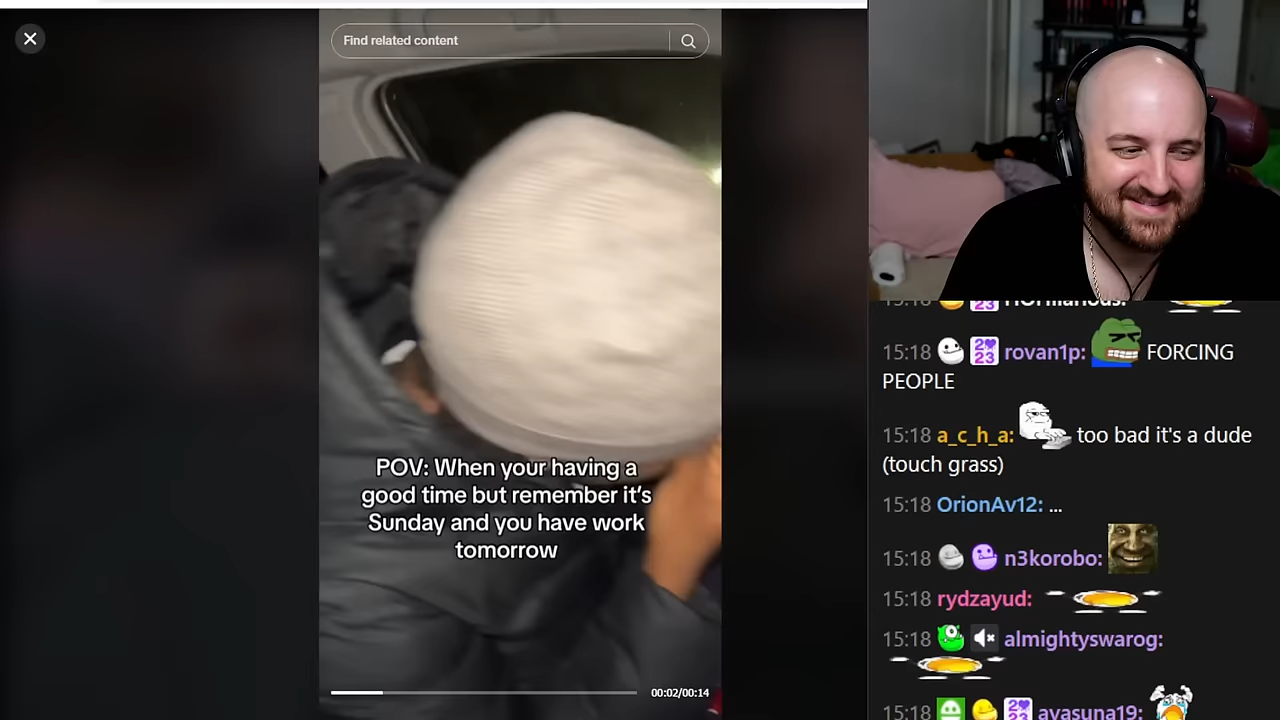 Find related content
POV: When your having a
good time but remember it's
Sunday and you have work
tomorrow
00:02/00:14
15:18 rovan1p: FORCING
PEOPLE
15:18 a_c_h_a: too bad it's a dude
(touch grass)
15:18 OrionAv12: ...
15:18 n3korobo:
15:18 rydzayud:
15:18 almightyswarog:
15:18 ayasuna19: